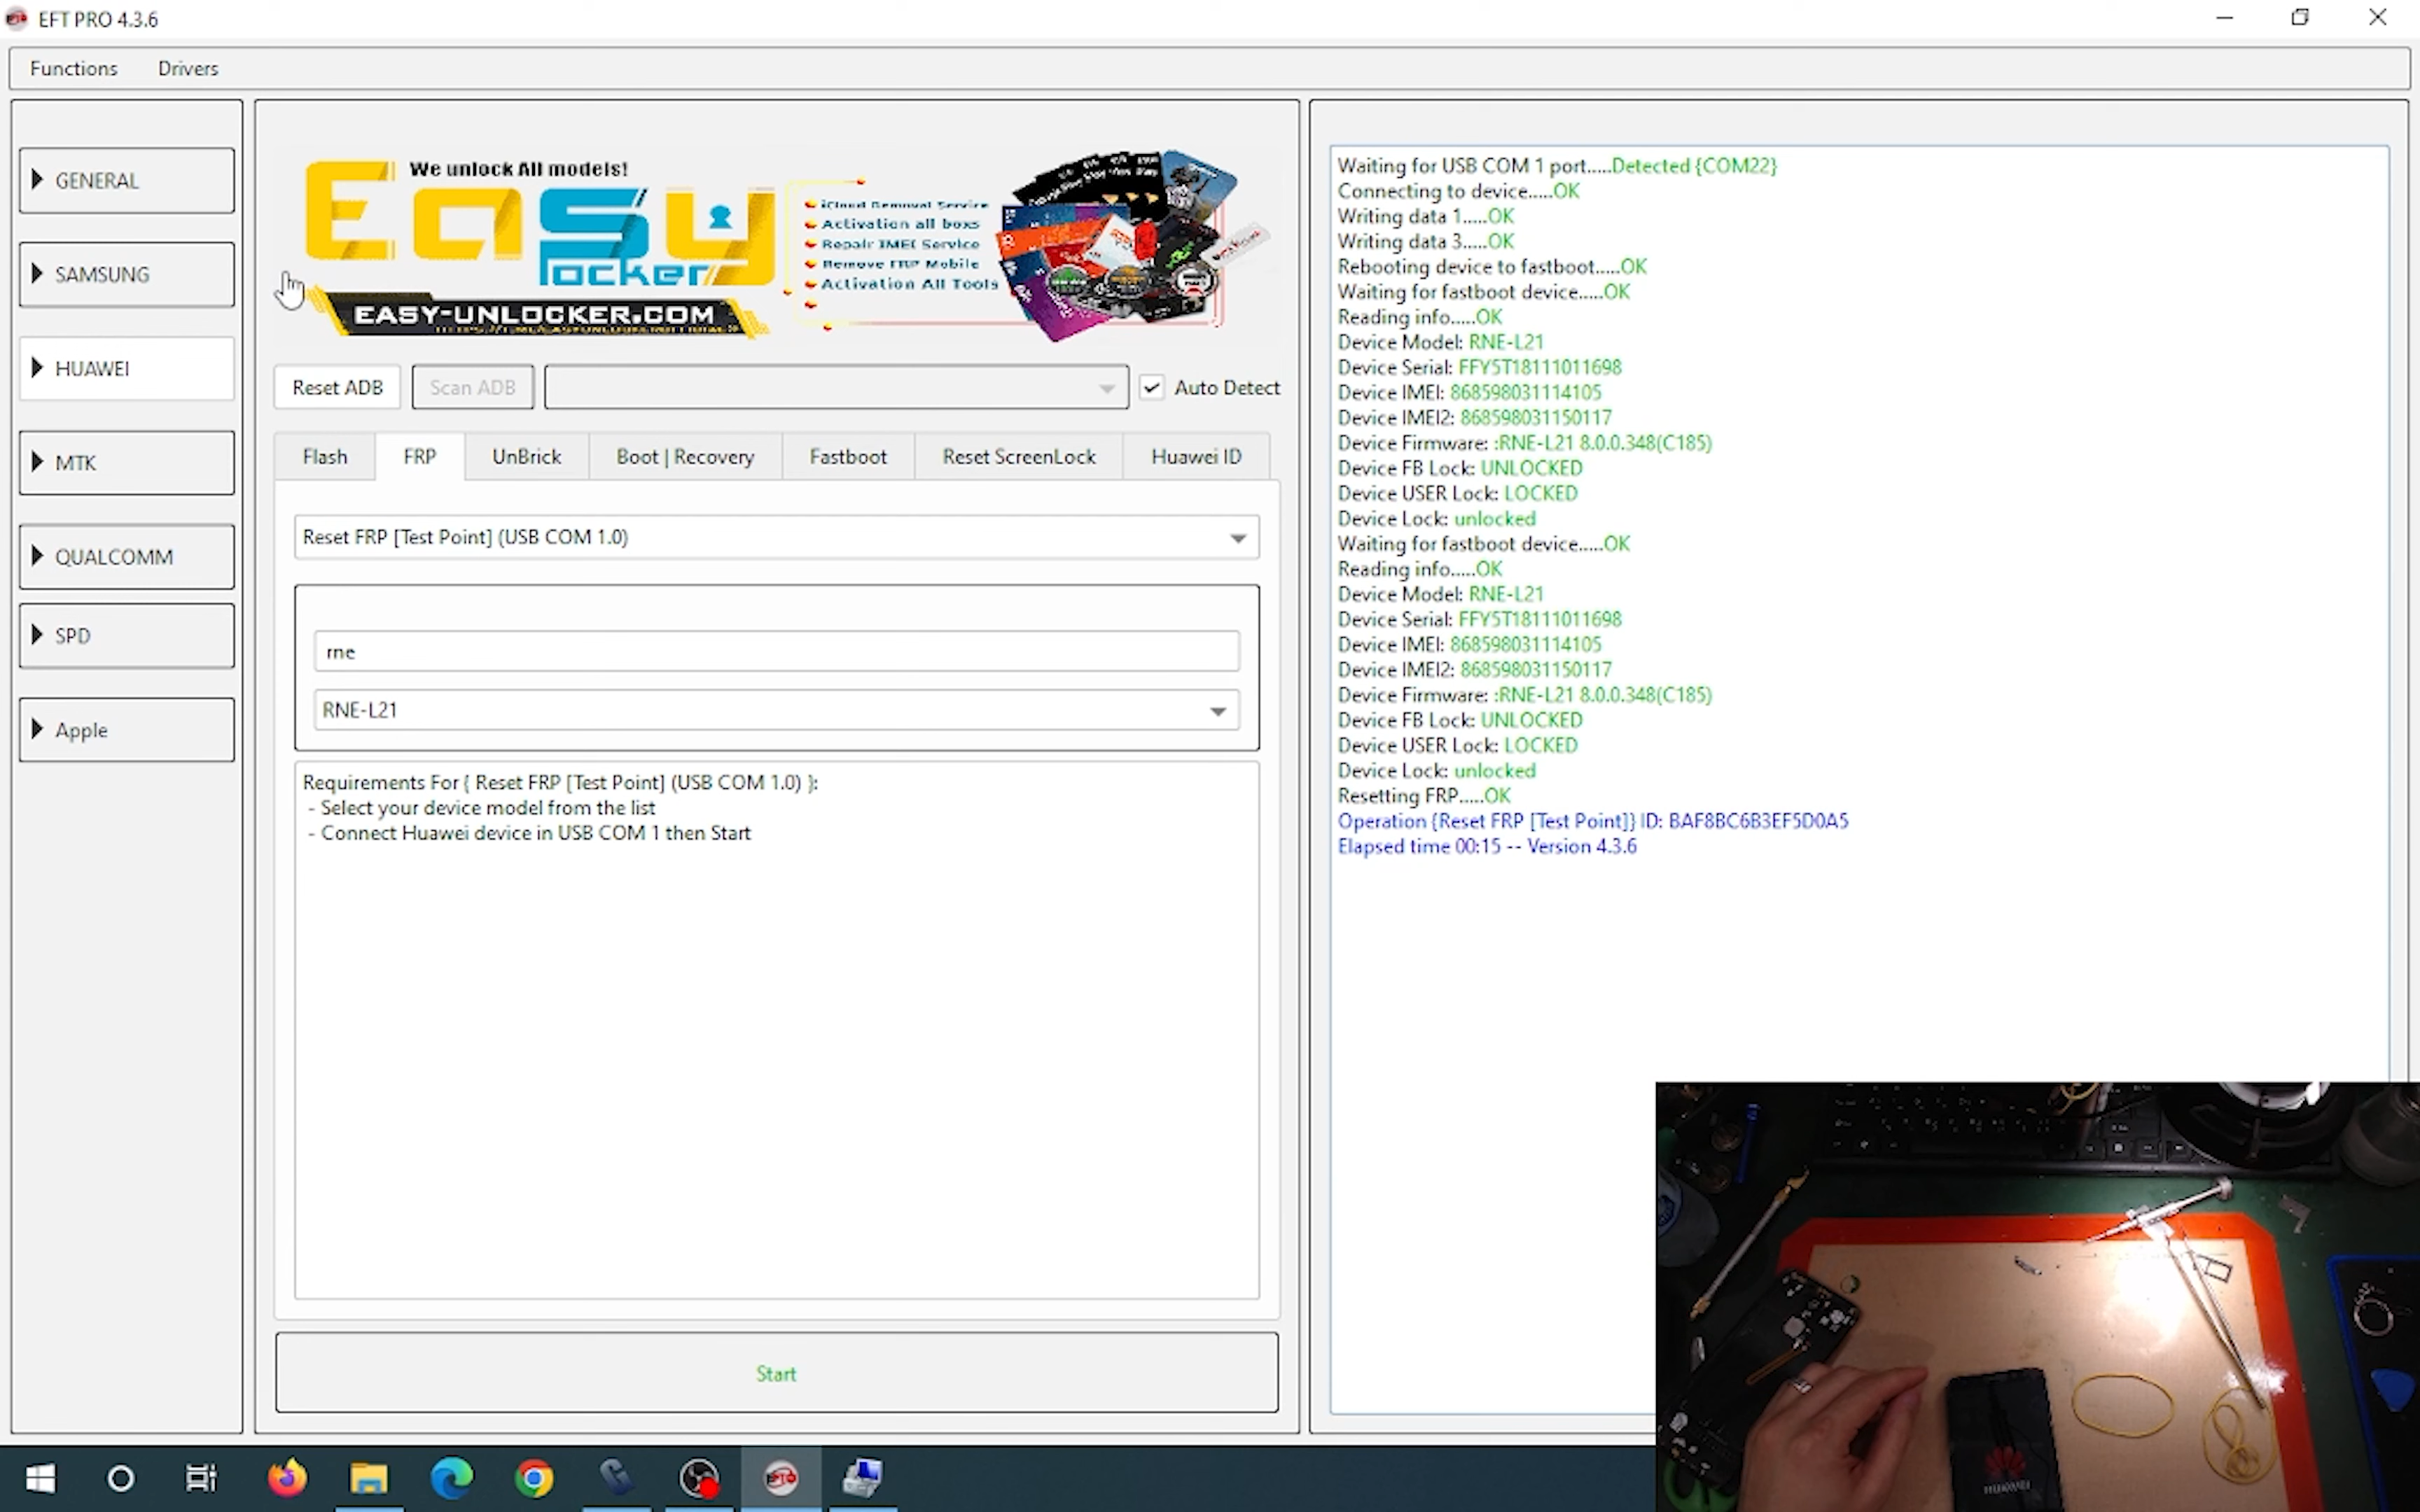 EFT PRO 4.3.6
Functions Drivers
GENERAL
SAMSUNG
HUAWEI
MTK
QUALCOMM
SPD
Apple
We unlock All models!
Easy
EASY-UNLOCKER.COM
iCloud Removal Service
Activation all boxs
Repair IMEI Service
Remove FRP Mobile
Activation All Tools
Reset ADB Scan ADB Auto Detect
Flash FRP UnBrick Boot | Recovery Fastboot Reset ScreenLock Huawei ID
Reset FRP [Test Point] (USB COM 1.0)
rne
RNE-L21
Requirements For { Reset FRP [Test Point] (USB COM 1.0) }:
- Select your device model from the list
- Connect Huawei device in USB COM 1 then Start
Start
Waiting for USB COM 1 port.....Detected {COM22}
Connecting to device.....OK
Writing data 1.....OK
Writing data 3.....OK
Rebooting device to fastboot.....OK
Waiting for fastboot device.....OK
Reading info.....OK
Device Model: RNE-L21
Device Serial: FFY5T18111011698
Device IMEI: 868598031114105
Device IMEI2: 868598031150117
Device Firmware: :RNE-L21 8.0.0.348(C185)
Device FB Lock: UNLOCKED
Device USER Lock: LOCKED
Device Lock: unlocked
Waiting for fastboot device.....OK
Reading info.....OK
Device Model: RNE-L21
Device Serial: FFY5T18111011698
Device IMEI: 868598031114105
Device IMEI2: 868598031150117
Device Firmware: :RNE-L21 8.0.0.348(C185)
Device FB Lock: UNLOCKED
Device USER Lock: LOCKED
Device Lock: unlocked
Resetting FRP.....OK
Operation {Reset FRP [Test Point]} ID: BAF8BC6B3EF5D0A5
Elapsed time 00:15 -- Version 4.3.6
HUAWEI